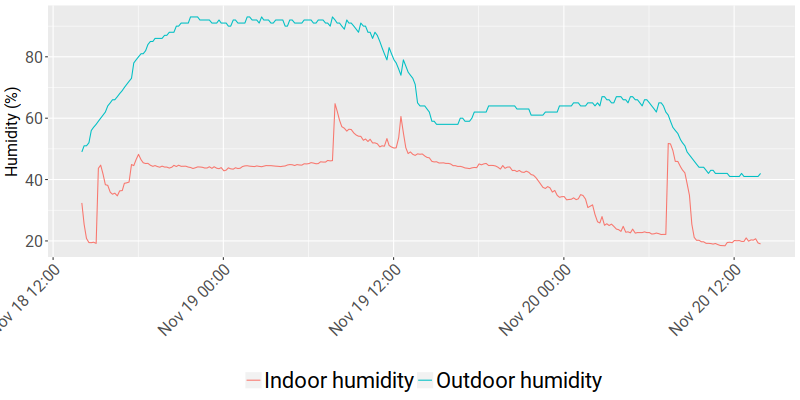 Humidity (%)
80
60
40
20
18 12:00
Nov 19 00:00
Nov 19 12:00
Nov 20 00:00
Nov 20 12:00
Indoor humidity
Outdoor humidity